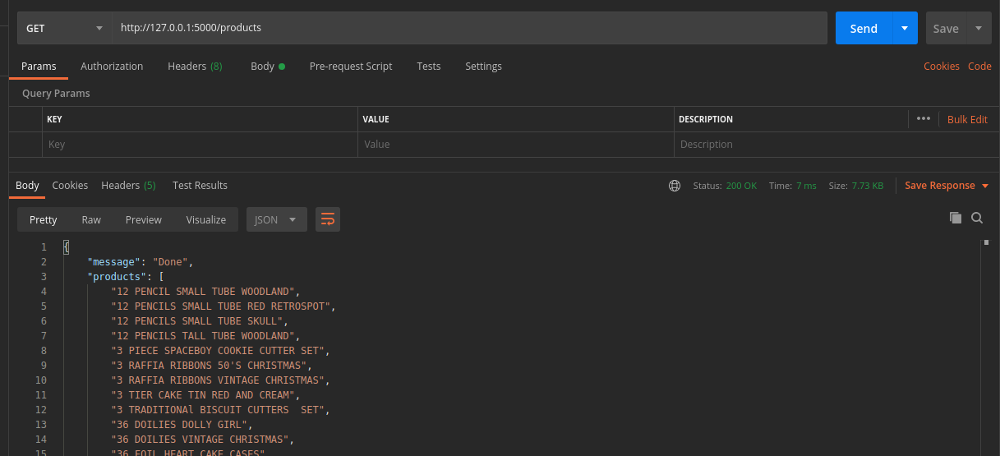 GET http://127.0.0.1:5000/products Send Save
Params Authorization Headers (8) Body Pre-request Script Tests Settings Cookies Code
Query Params
KEY VALUE DESCRIPTION ••• Bulk Edit
Key Value Description
Body Cookies Headers (5) Test Results Status: 200 OK Time: 7 ms Size: 7.73 KB Save Response
Pretty Raw Preview Visualize JSON
1 {
2 "message": "Done",
3 "products": [
4 "12 PENCIL SMALL TUBE WOODLAND",
5 "12 PENCILS SMALL TUBE RED RETROSPOT",
6 "12 PENCILS SMALL TUBE SKULL",
7 "12 PENCILS TALL TUBE WOODLAND",
8 "3 PIECE SPACEBOY COOKIE CUTTER SET",
9 "3 RAFFIA RIBBONS 50'S CHRISTMAS",
10 "3 RAFFIA RIBBONS VINTAGE CHRISTMAS",
11 "3 TIER CAKE TIN RED AND CREAM",
12 "3 TRADITIONAl BISCUIT CUTTERS  SET",
13 "36 DOILIES DOLLY GIRL",
14 "36 DOILIES VINTAGE CHRISTMAS",
15 "36 FOIL HEART CAKE CASES"